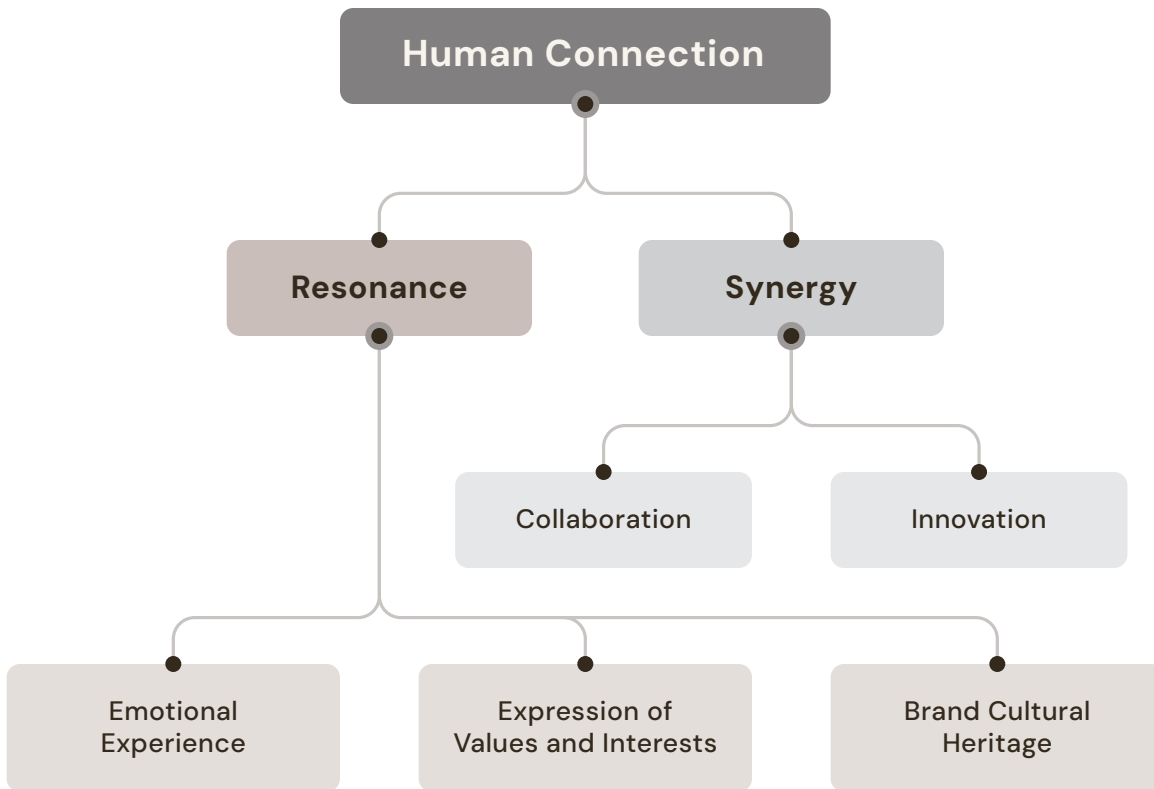 Human Connection
Resonance
Synergy
Collaboration
Innovation
Emotional
Experience
Expression of
Values and Interests
Brand Cultural
Heritage